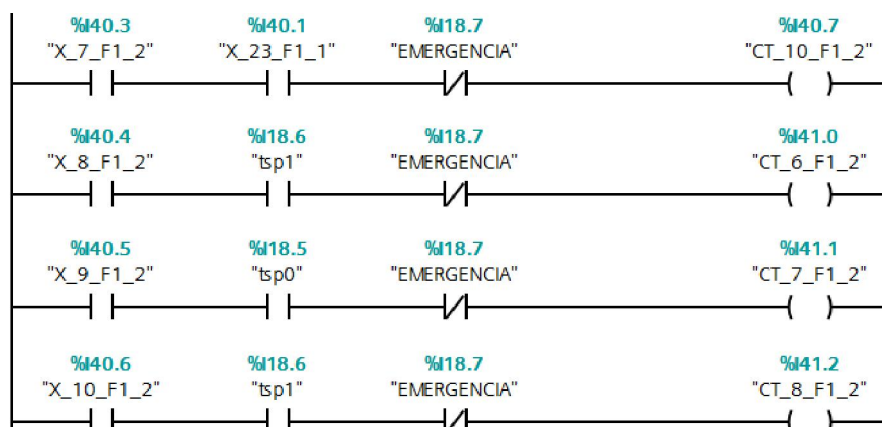 %I40.3 %I40.1 %I18.7 %I40.7
"X_7_F1_2" "X_23_F1_1" "EMERGENCIA" "CT_10_F1_2"
%I40.4 %I18.6 %I18.7 %I41.0
"X_8_F1_2" "tsp1" "EMERGENCIA" "CT_6_F1_2"
%I40.5 %I18.5 %I18.7 %I41.1
"X_9_F1_2" "tsp0" "EMERGENCIA" "CT_7_F1_2"
%I40.6 %I18.6 %I18.7 %I41.2
"X_10_F1_2" "tsp1" "EMERGENCIA" "CT_8_F1_2"